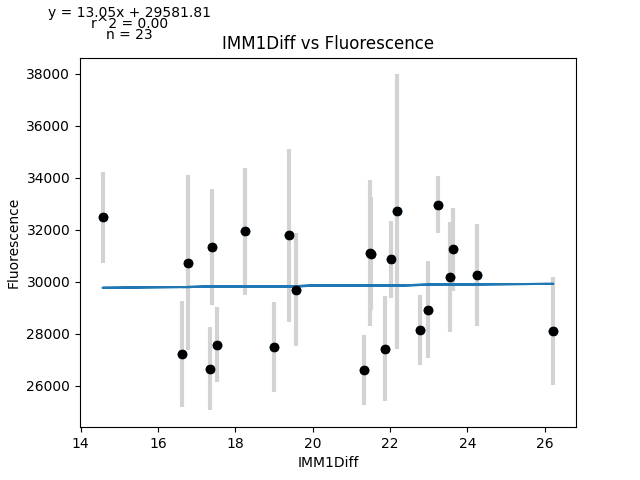 y = 13.05x + 29581.81
r^2 = 0.00
n = 23
IMM1Diff vs Fluorescence
38000
36000
34000
32000
30000
28000
26000
Fluorescence
14 16 18 20 22 24 26
IMM1Diff